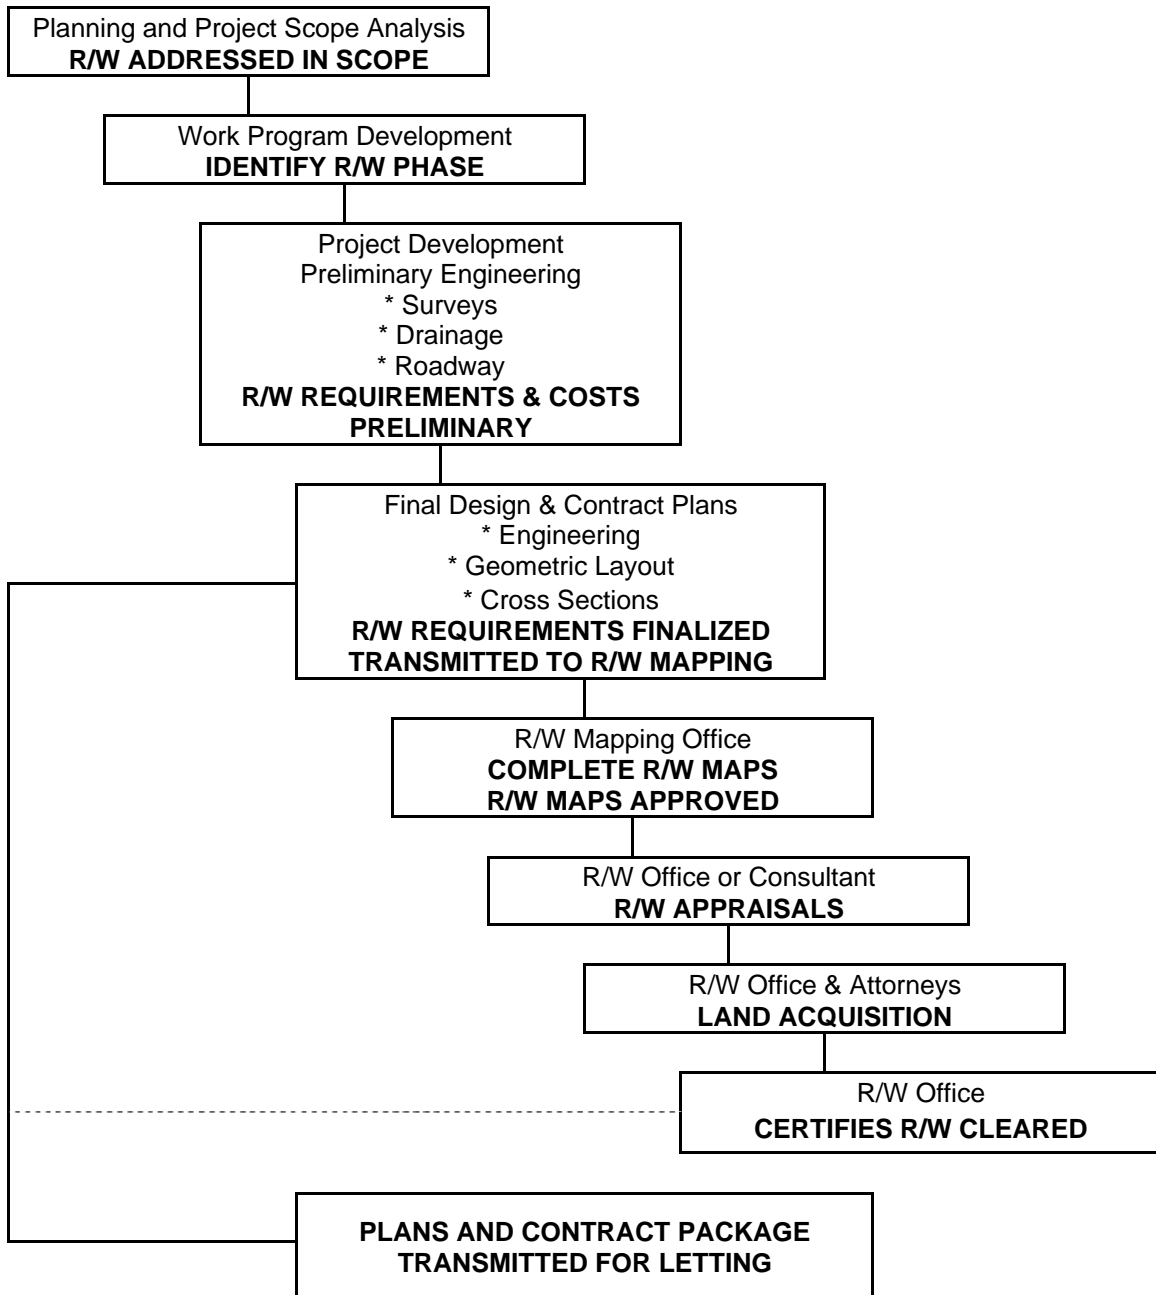 Planning and Project Scope Analysis
R/W ADDRESSED IN SCOPE
Work Program Development
IDENTIFY R/W PHASE
Project Development
Preliminary Engineering
* Surveys
* Drainage
* Roadway
R/W REQUIREMENTS & COSTS
PRELIMINARY
Final Design & Contract Plans
* Engineering
* Geometric Layout
* Cross Sections
R/W REQUIREMENTS FINALIZED
TRANSMITTED TO R/W MAPPING
R/W Mapping Office
COMPLETE R/W MAPS
R/W MAPS APPROVED
R/W Office or Consultant
R/W APPRAISALS
R/W Office & Attorneys
LAND ACQUISITION
R/W Office
CERTIFIES R/W CLEARED
PLANS AND CONTRACT PACKAGE
TRANSMITTED FOR LETTING